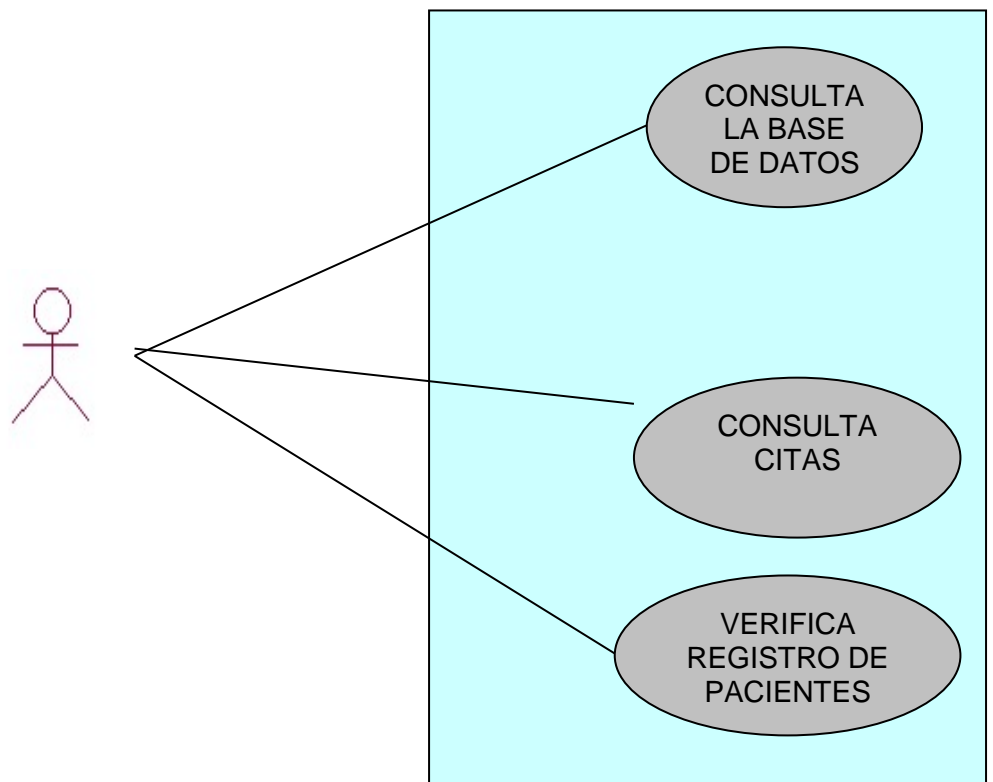 CONSULTA
LA BASE
DE DATOS
CONSULTA
CITAS
VERIFICA
REGISTRO DE
PACIENTES